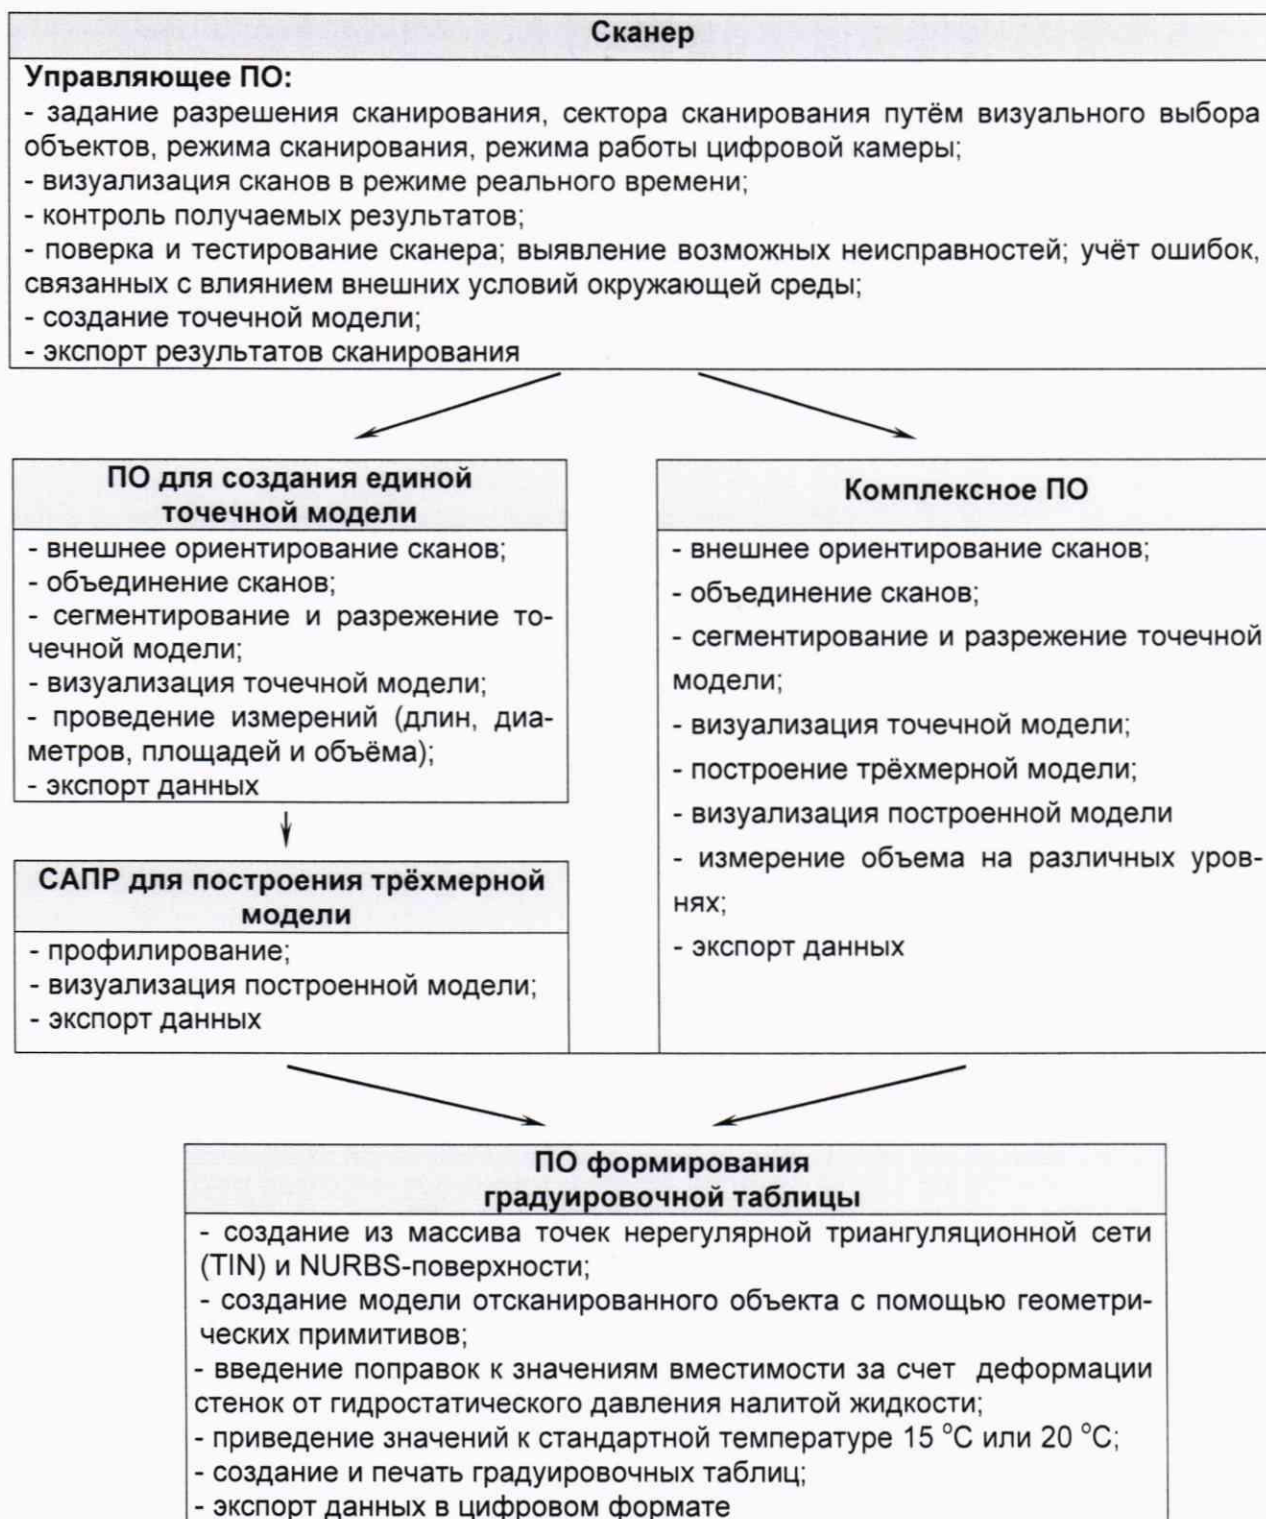 Сканер
Управляющее ПО:
- задание разрешения сканирования, сектора сканирования путём визуального выбора
объектов, режима сканирования, режима работы цифровой камеры;
- визуализация сканов в режиме реального времени;
- контроль получаемых результатов;
- поверка и тестирование сканера; выявление возможных неисправностей; учёт ошибок,
связанных с влиянием внешних условий окружающей среды;
- создание точечной модели;
- экспорт результатов сканирования
ПО для создания единой
точечной модели
- внешнее ориентирование сканов;
- объединение сканов;
- сегментирование и разрежение то-
чечной модели;
- визуализация точечной модели;
- проведение измерений (длин, диа-
метров, площадей и объёма);
- экспорт данных
САПР для построения трёхмерной
модели
- профилирование;
- визуализация построенной модели;
- экспорт данных
Комплексное ПО
- внешнее ориентирование сканов;
- объединение сканов;
- сегментирование и разрежение точечной
модели;
- визуализация точечной модели;
- построение трёхмерной модели;
- визуализация построенной модели
- измерение объема на различных уров-
нях;
- экспорт данных
ПО формирования
градуировочной таблицы
- создание из массива точек нерегулярной триангуляционной сети
(TIN) и NURBS-поверхности;
- создание модели отсканированного объекта с помощью геометри-
ческих примитивов;
- введение поправок к значениям вместимости за счет деформации
стенок от гидростатического давления налитой жидкости;
- приведение значений к стандартной температуре 15 °С или 20 °С;
- создание и печать градуировочных таблиц;
- экспорт данных в цифровом формате